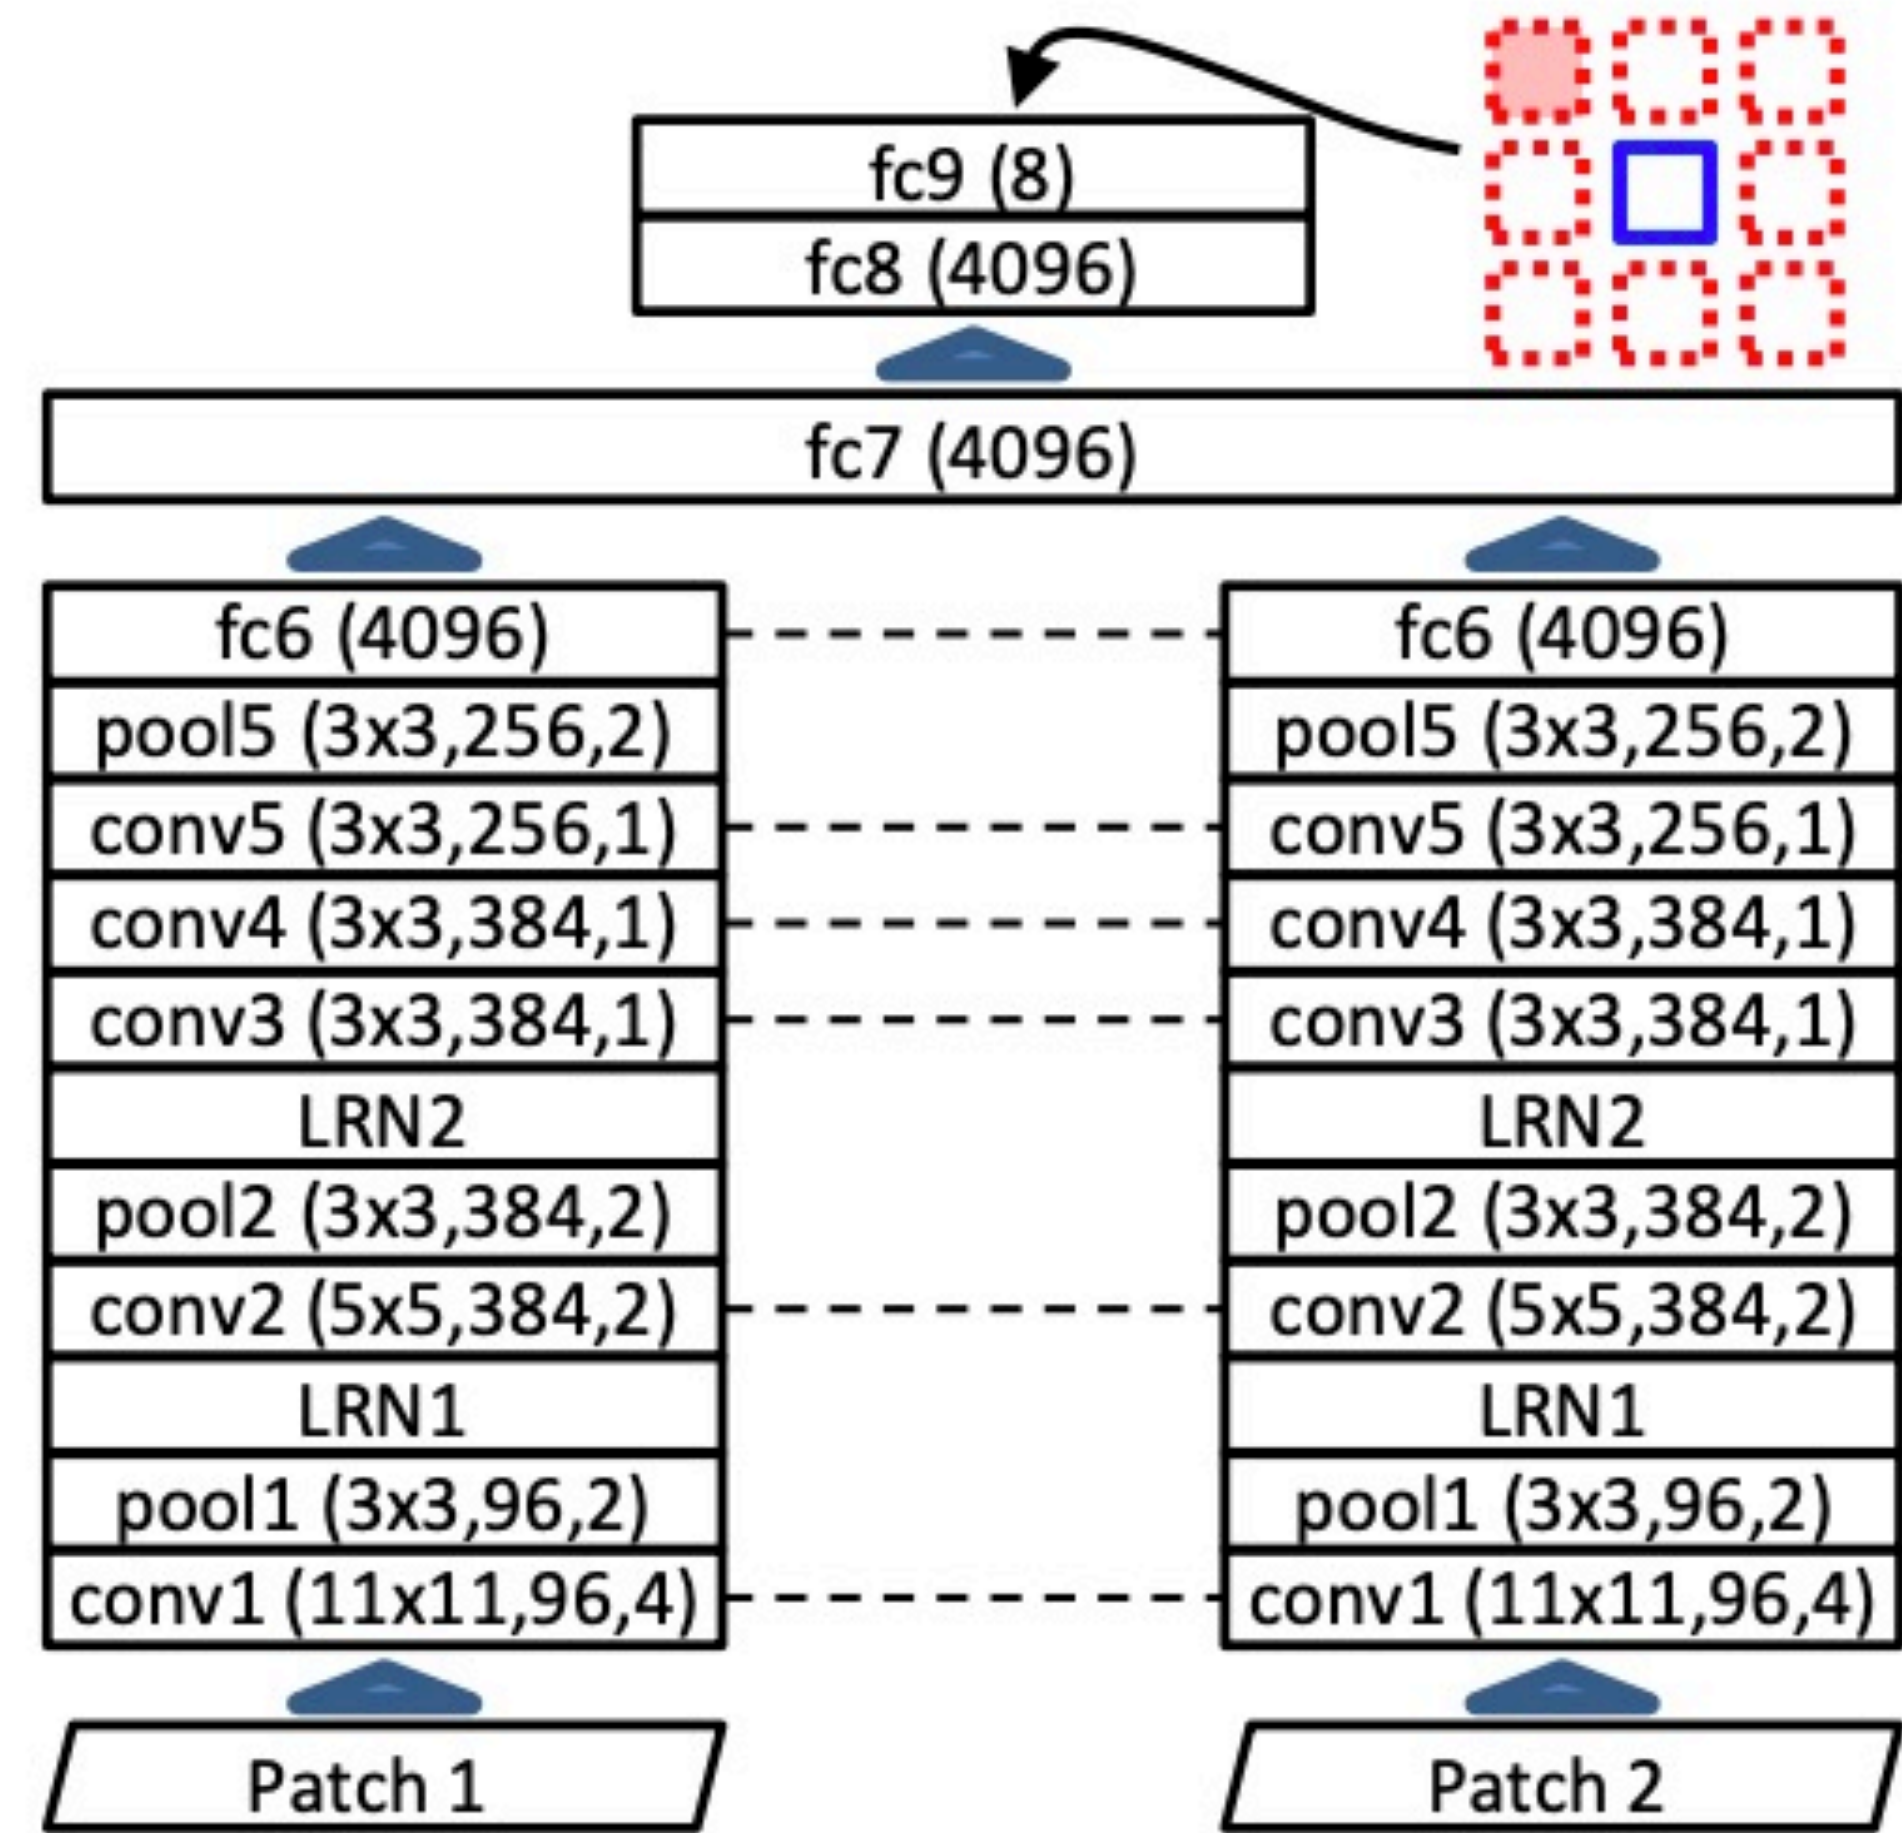 fc9 (8)
fc8 (4096)
fc7 (4096)
fc6 (4096)
pool5 (3x3,256,2)
conv5 (3x3,256,1)
conv4 (3x3,384,1)
conv3 (3x3,384,1)
LRN2
pool2 (3x3,384,2)
conv2 (5x5,384,2)
LRN1
pool1 (3x3,96,2)
conv1 (11x11,96,4)
Patch 1
fc6 (4096)
pool5 (3x3,256,2)
conv5 (3x3,256,1)
conv4 (3x3,384,1)
conv3 (3x3,384,1)
LRN2
pool2 (3x3,384,2)
conv2 (5x5,384,2)
LRN1
pool1 (3x3,96,2)
conv1 (11x11,96,4)
Patch 2